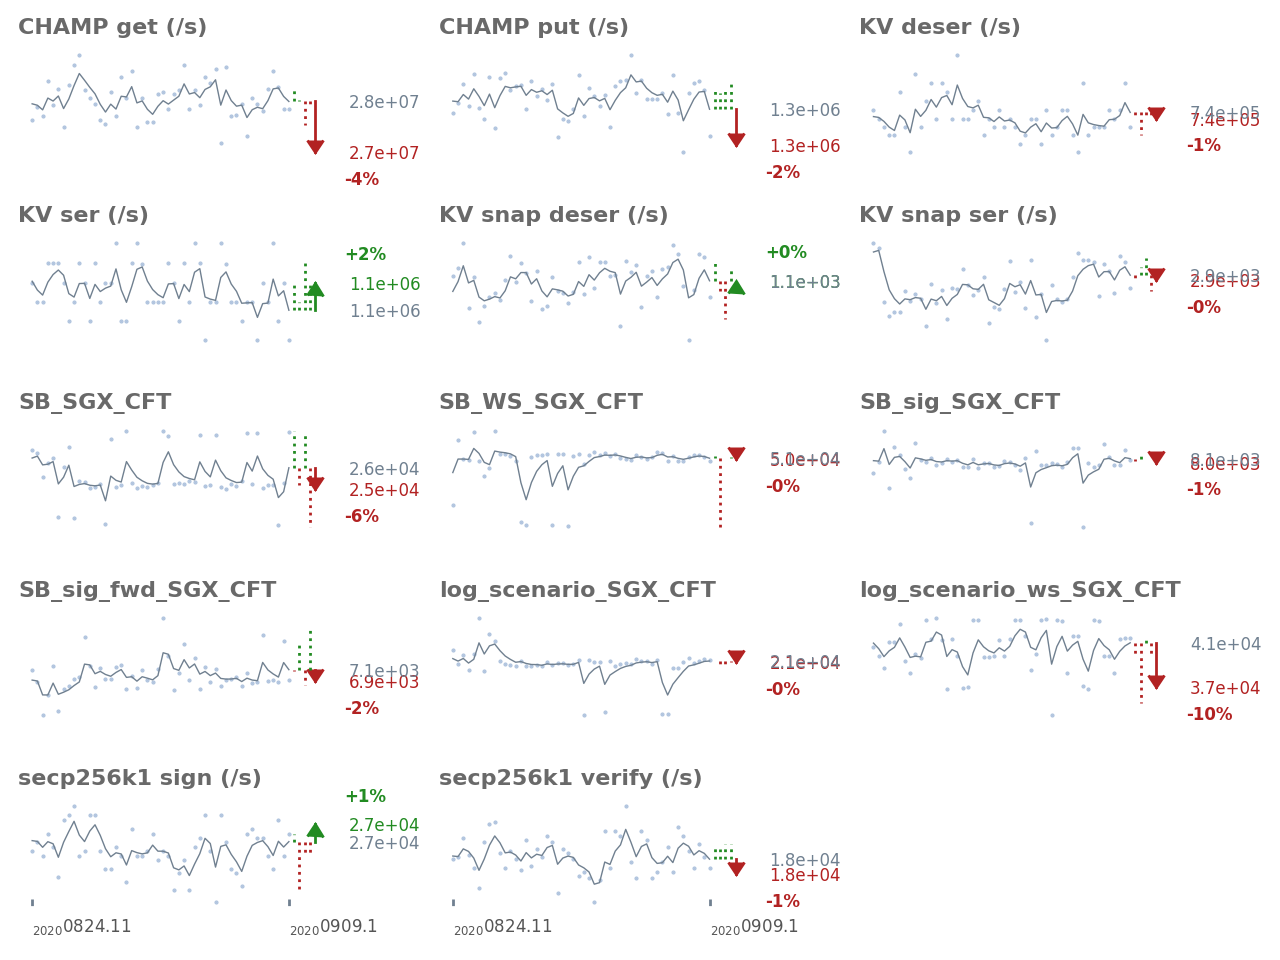 CHAMP get (/s)
2.8e+07
2.7e+07
-4%
CHAMP put (/s)
1.3e+06
1.3e+06
-2%
KV deser (/s)
7.4e+05
7.4e+05
-1%
KV ser (/s)
+2%
1.1e+06
1.1e+06
KV snap deser (/s)
+0%
1.1e+03
KV snap ser (/s)
2.9e+03
2.9e+03
-0%
SB_SGX_CFT
2.6e+04
2.5e+04
-6%
SB_WS_SGX_CFT
5.0e+04
-0%
SB_sig_SGX_CFT
8.1e+03
8.0e+03
-1%
SB_sig_fwd_SGX_CFT
7.1e+03
6.9e+03
-2%
log_scenario_SGX_CFT
2.1e+04
2.1e+04
-0%
log_scenario_ws_SGX_CFT
4.1e+04
3.7e+04
-10%
secp256k1 sign (/s)
+1%
2.7e+04
2.7e+04
20200824.11
20200909.1
secp256k1 verify (/s)
1.8e+04
1.8e+04
-1%
20200824.11
20200909.1